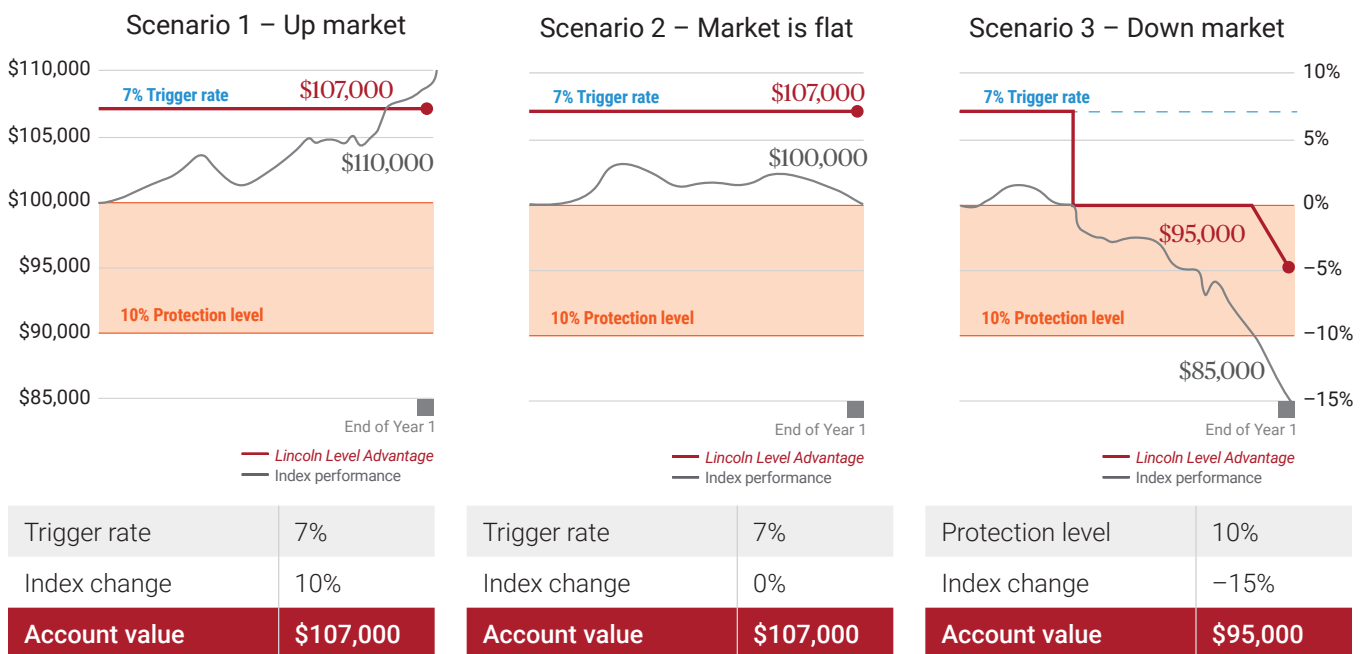 Scenario 1 – Up market
$110,000
$105,000
$100,000
$95,000
$90,000
$85,000
7% Trigger rate
$107,000
$110,000
10% Protection level
End of Year 1
Lincoln Level Advantage
Index performance
Trigger rate 7%
Index change 10%
Account value $107,000
Scenario 2 – Market is flat
7% Trigger rate
$107,000
$100,000
10% Protection level
End of Year 1
Lincoln Level Advantage
Index performance
Trigger rate 7%
Index change 0%
Account value $107,000
Scenario 3 – Down market
10%
5%
0%
−5%
−10%
−15%
7% Trigger rate
$95,000
10% Protection level
$85,000
End of Year 1
Lincoln Level Advantage
Index performance
Protection level 10%
Index change −15%
Account value $95,000